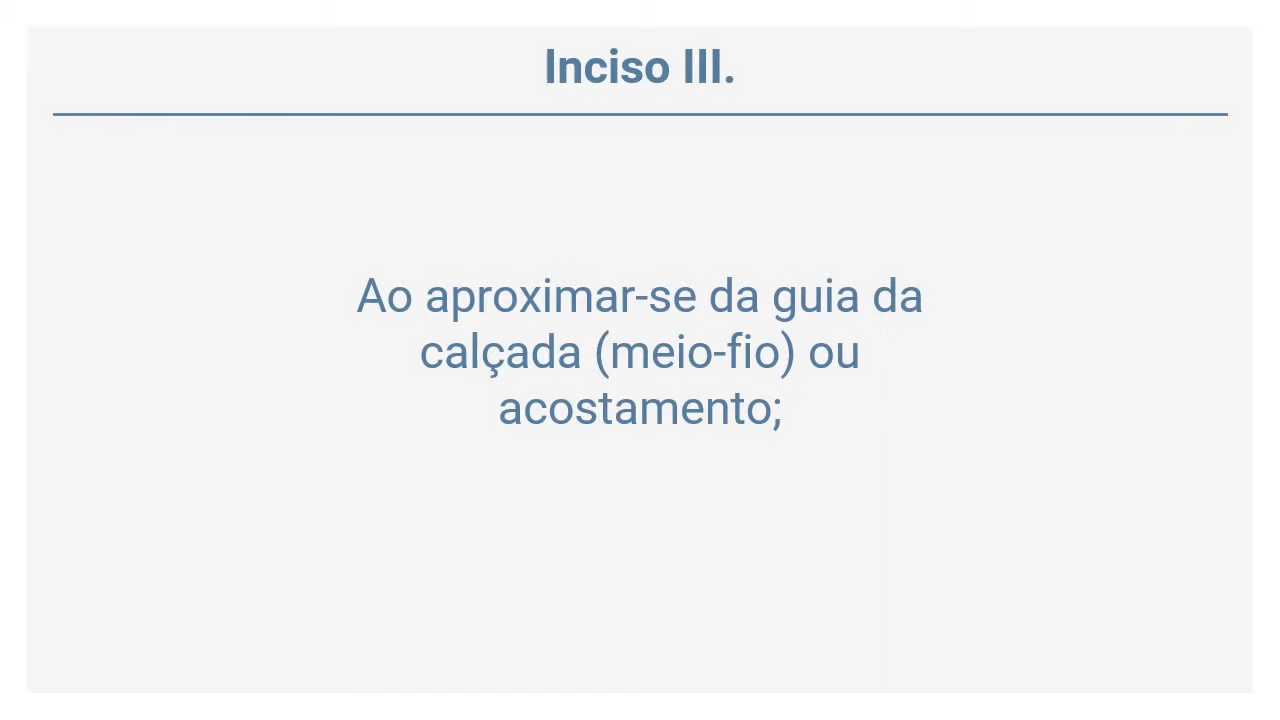 Inciso III.
Ao aproximar-se da guia da
calçada (meio-fio) ou
acostamento;